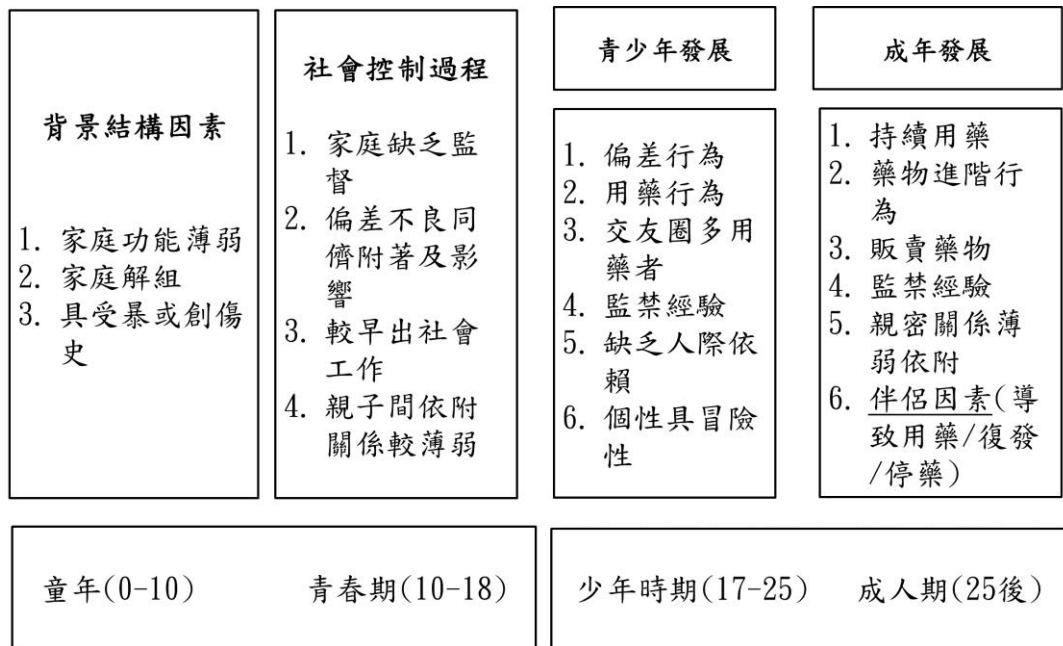 背景結構因素
1. 家庭功能薄弱
2. 家庭解組
3. 具受暴或創傷
史
社會控制過程
1. 家庭缺乏監
督
2. 偏差不良同
儕附著及影
響
3. 較早出社會
工作
4. 親子間依附
關係較薄弱
青少年發展
1. 偏差行為
2. 用藥行為
3. 交友圈多用
藥者
4. 監禁經驗
5. 缺乏人際依
賴
6. 個性具冒險
性
成年發展
1. 持續用藥
2. 藥物進階行
為
3. 販賣藥物
4. 監禁經驗
5. 親密關係薄
弱依附
6. 伴侶因素(導
致用藥/復發
/停藥)
童年(0-10) 青春期(10-18)
少年時期(17-25) 成人期(25後)